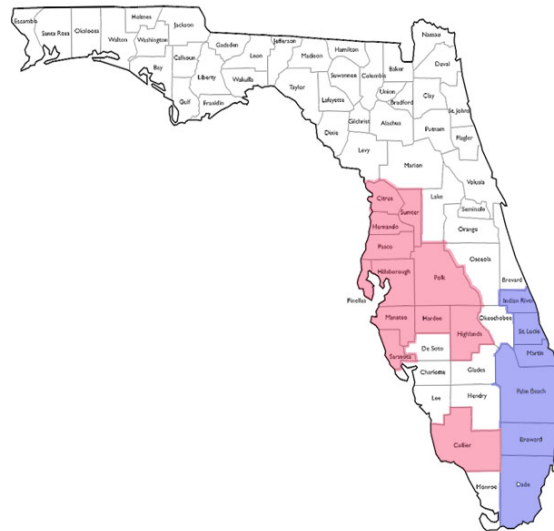 Escambia
Santa Rosa
Okaloosa
Walton
Holmes
Washington
Jackson
Bay
Calhoun
Gulf
Liberty
Gadsden
Franklin
Leon
Wakulla
Jefferson
Madison
Taylor
Hamilton
Suwannee
Lafayette
Columbia
Dixie
Gilchrist
Baker
Union
Bradford
Alachua
Levy
Nassau
Duval
Clay
St. Johns
Putnam
Flagler
Marion
Volusia
Citrus
Sumter
Lake
Seminole
Hernando
Orange
Pasco
Osceola
Brevard
Hillsborough
Polk
Pinellas
Indian River
Manatee
Hardee
Okeechobee
St. Lucie
Highlands
Sarasota
De Soto
Martin
Charlotte
Glades
Lee
Hendry
Palm Beach
Collier
Broward
Monroe
Dade